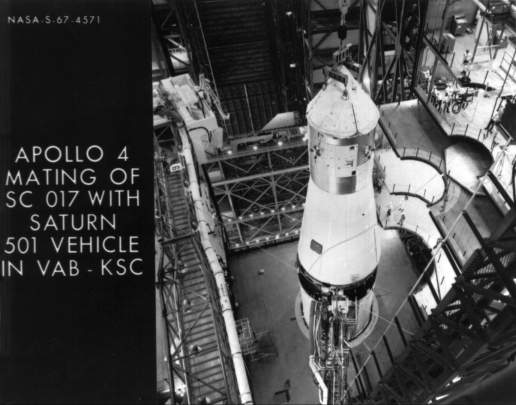 NASA-S-67-4571
APOLLO 4
MATING OF
SC 017 WITH
SATURN
501 VEHICLE
IN VAB - KSC